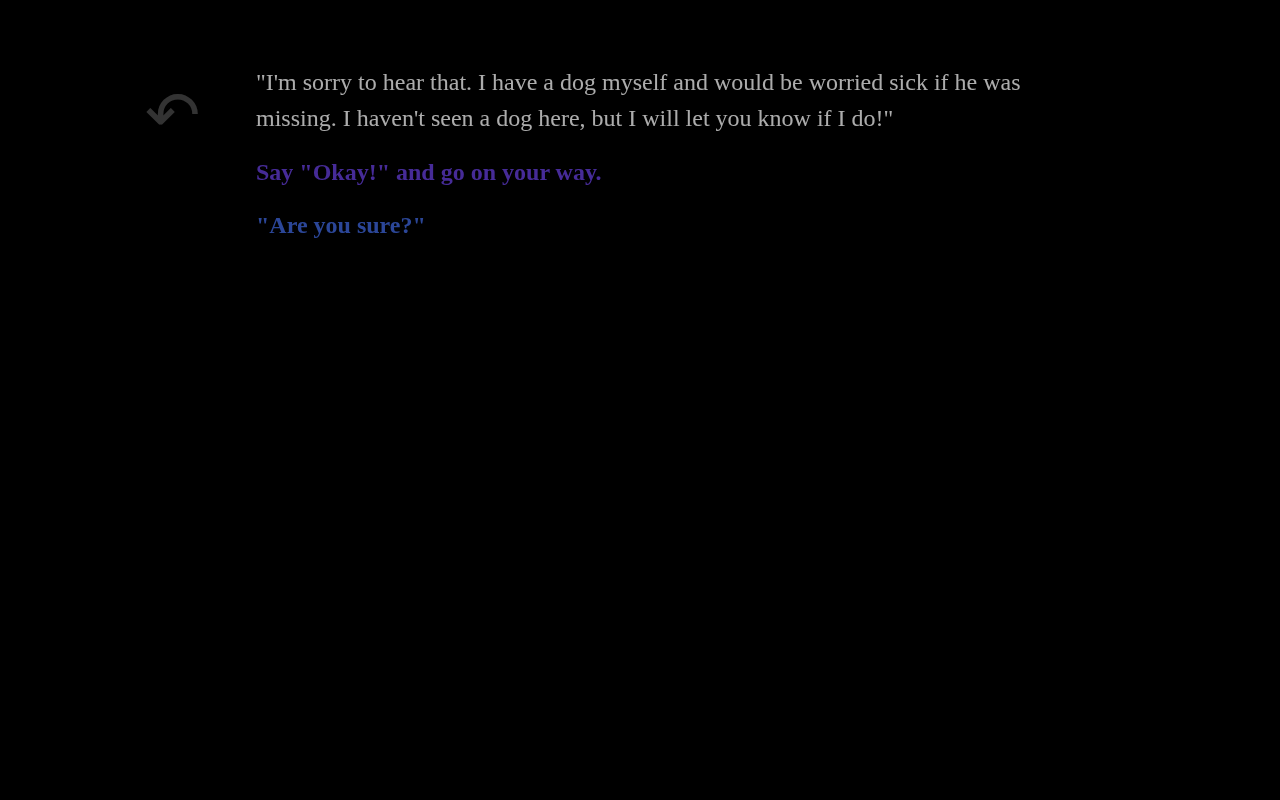 "I'm sorry to hear that. I have a dog myself and would be worried sick if he was
missing. I haven't seen a dog here, but I will let you know if I do!"
Say "Okay!" and go on your way.
"Are you sure?"